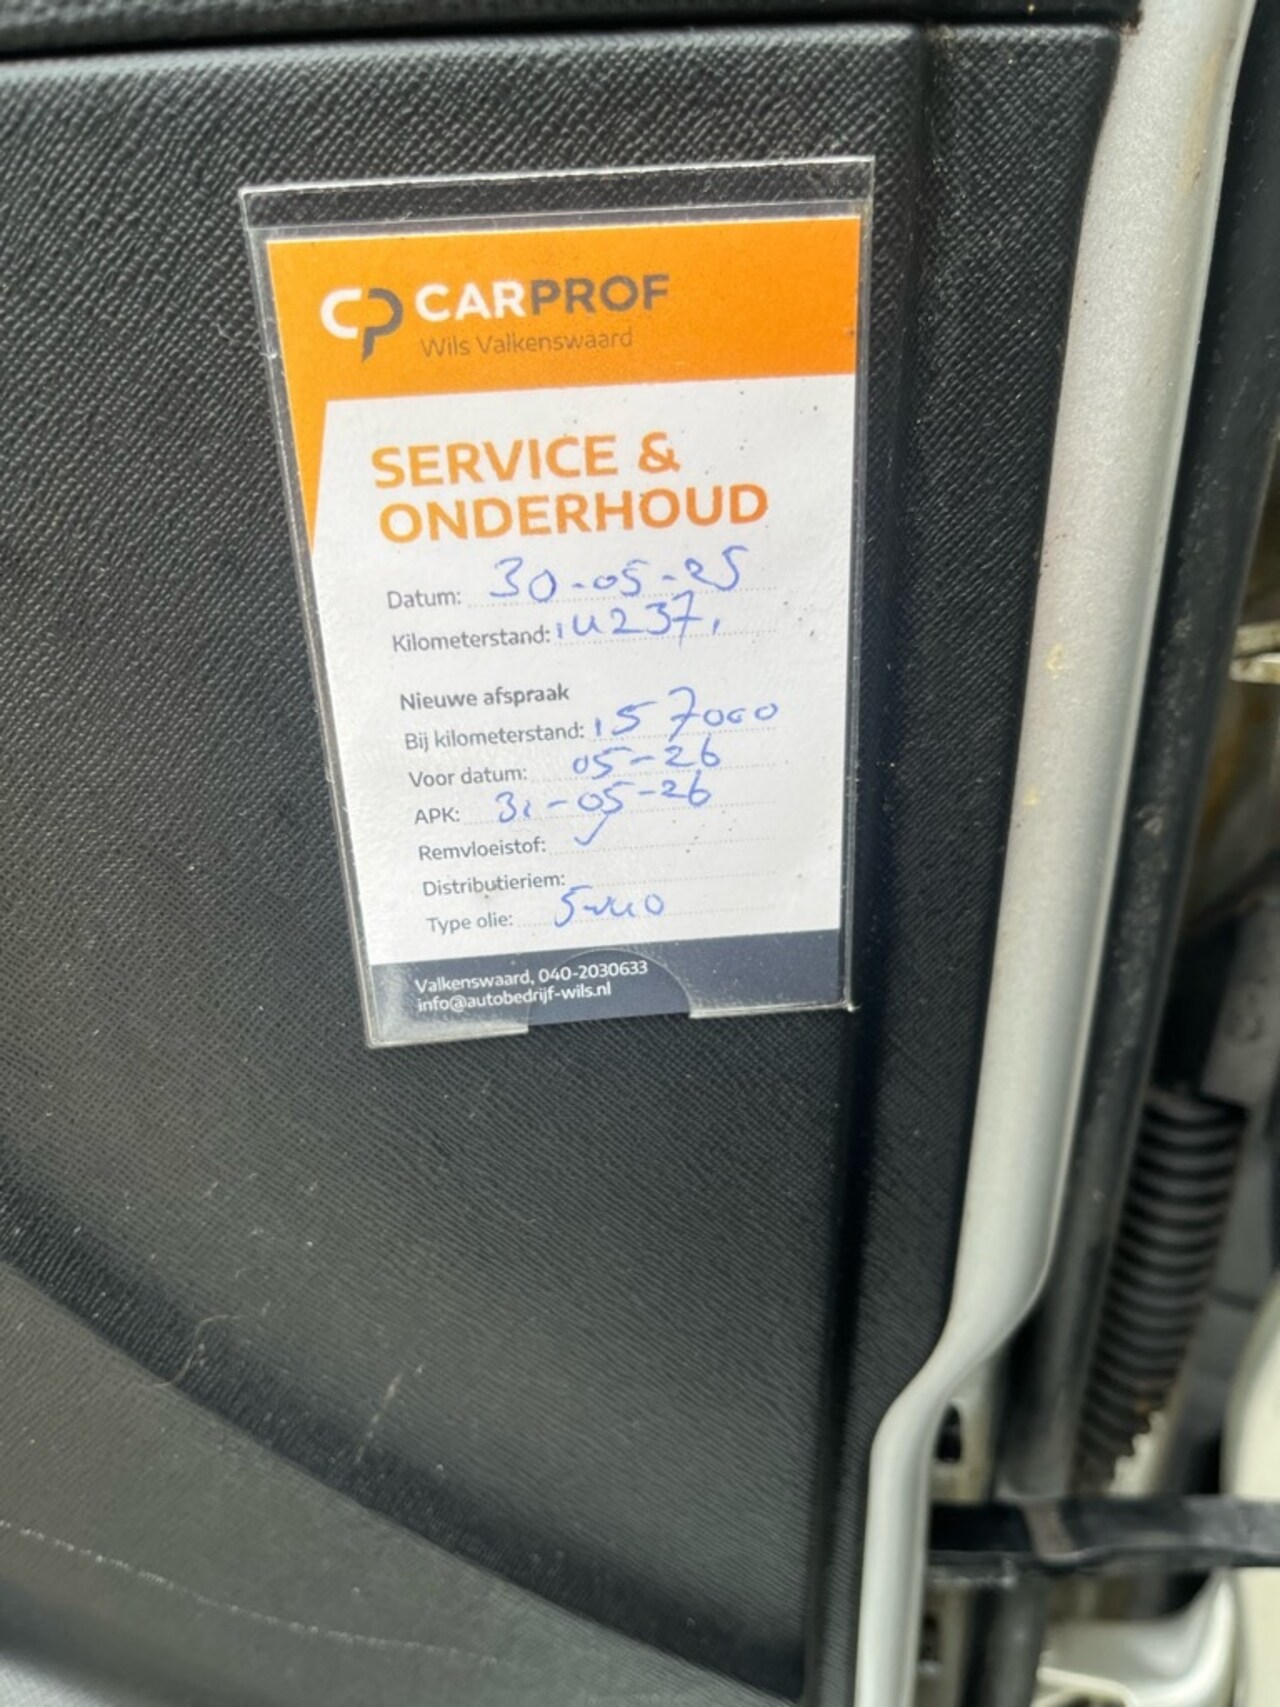 CP CARPROF
Wils Valkenswaard
SERVICE &
ONDERHOUD
Datum: 30-05-25
Kilometerstand: 142371
Nieuwe afspraak
Bij kilometerstand: 157000
Voor datum: 05-26
APK: 31-05-26
Remvloeistof:
Distributieriem:
Type olie: 5w40
Valkenswaard, 040-2030633
info@autobedrijf-wils.nl